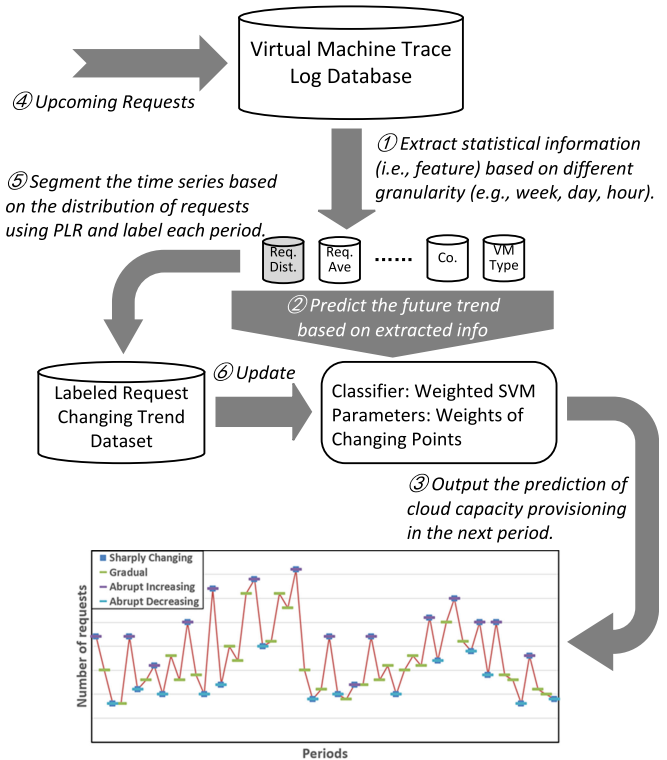 Virtual Machine Trace
Log Database
④ Upcoming Requests
① Extract statistical information
(i.e., feature) based on different
granularity (e.g., week, day, hour).
⑤ Segment the time series based
on the distribution of requests
using PLR and label each period.
Req.
Dist.
Req.
Ave
......
Co.
VM
Type
② Predict the future trend
based on extracted info
Labeled Request
Changing Trend
Dataset
⑥ Update
Classifier: Weighted SVM
Parameters: Weights of
Changing Points
③ Output the prediction of
cloud capacity provisioning
in the next period.
Sharply Changing
Gradual
Abrupt Increasing
Abrupt Decreasing
Number of requests
Periods